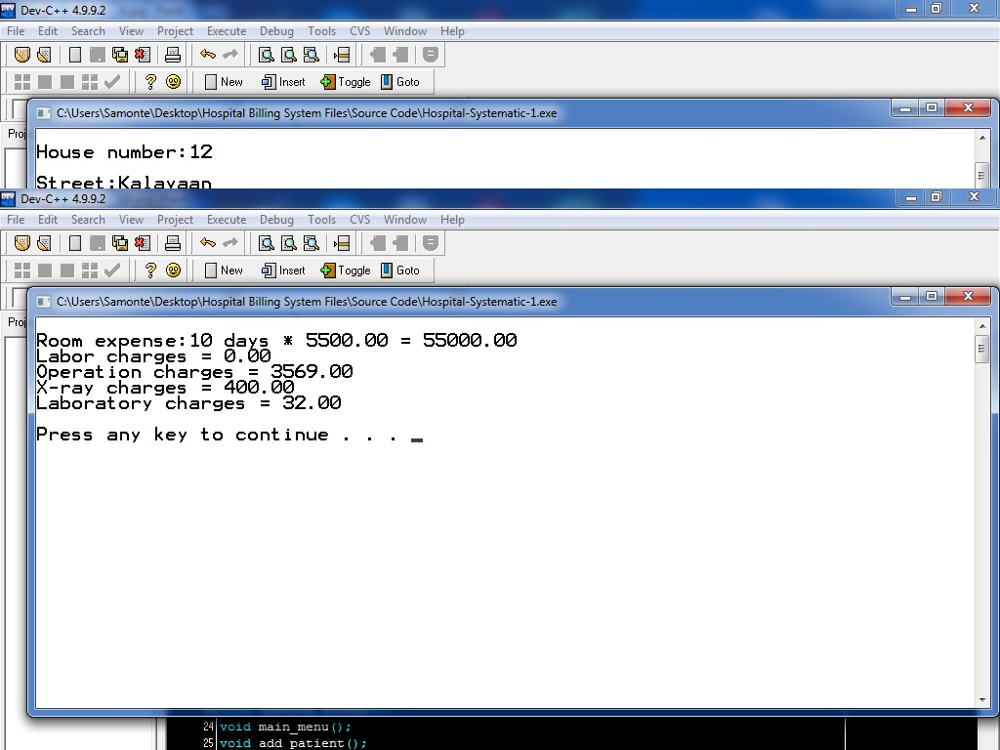 Dev-C++ 4.9.9.2
File Edit Search View Project Execute Debug Tools CVS Window Help
New Insert Toggle Goto
C:\Users\Samonte\Desktop\Hospital Billing System Files\Source Code\Hospital-Systematic-1.exe
House number:12
Street:Kalayaan
Dev-C++ 4.9.9.2
File Edit Search View Project Execute Debug Tools CVS Window Help
New Insert Toggle Goto
C:\Users\Samonte\Desktop\Hospital Billing System Files\Source Code\Hospital-Systematic-1.exe
Room expense:10 days * 5500.00 = 55000.00
Labor charges = 0.00
Operation charges = 3569.00
X-ray charges = 400.00
Laboratory charges = 32.00
Press any key to continue . . . _
24 void main_menu();
25 void add_patient();